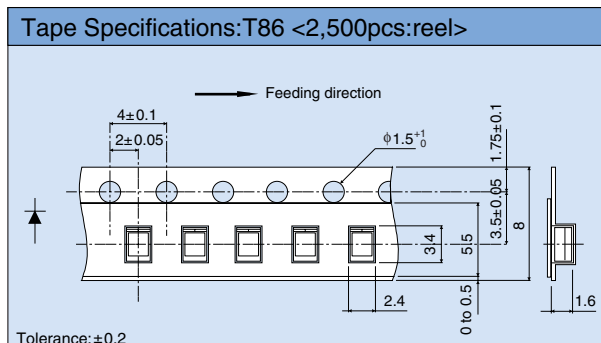 Tape Specifications:T86 <2,500pcs:reel>
Feeding direction
4±0.1
2±0.05
ϕ1.5 +1 0
1.75±0.1
3.5±0.05
8
5.5
3.4
2.4
0 to 0.5
1.6
Tolerance:±0.2